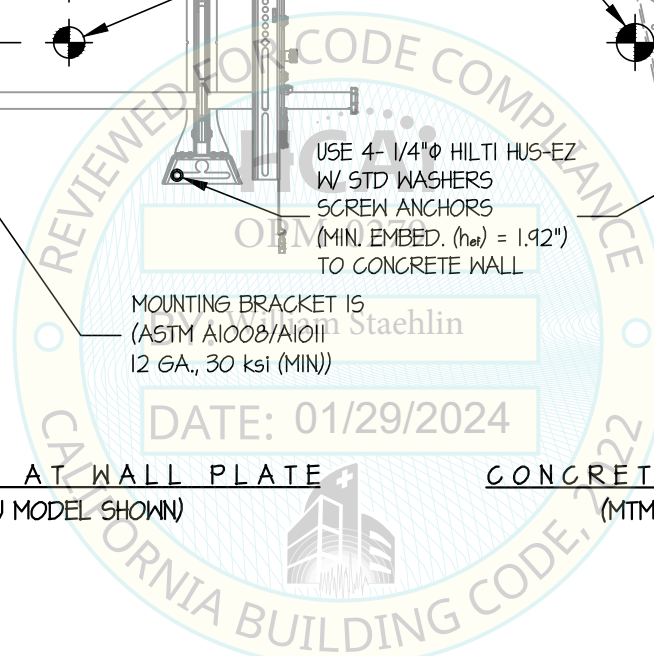 REVIEWED FOR CODE COMPLIANCE
HCAi
USE 4- 1/4"Φ HILTI HUS-EZ
W/ STD WASHERS
SCREW ANCHORS
(MIN. EMBED. (hef) = 1.92")
TO CONCRETE WALL
OPM-0279
MOUNTING BRACKET IS
(ASTM A1008/A1011
12 GA., 30 ksi (MIN))
BY: William Staehlin
DATE: 01/29/2024
AT WALL PLATE
MODEL SHOWN)
CONCRET
(MTM
CALIFORNIA BUILDING CODE, 2022